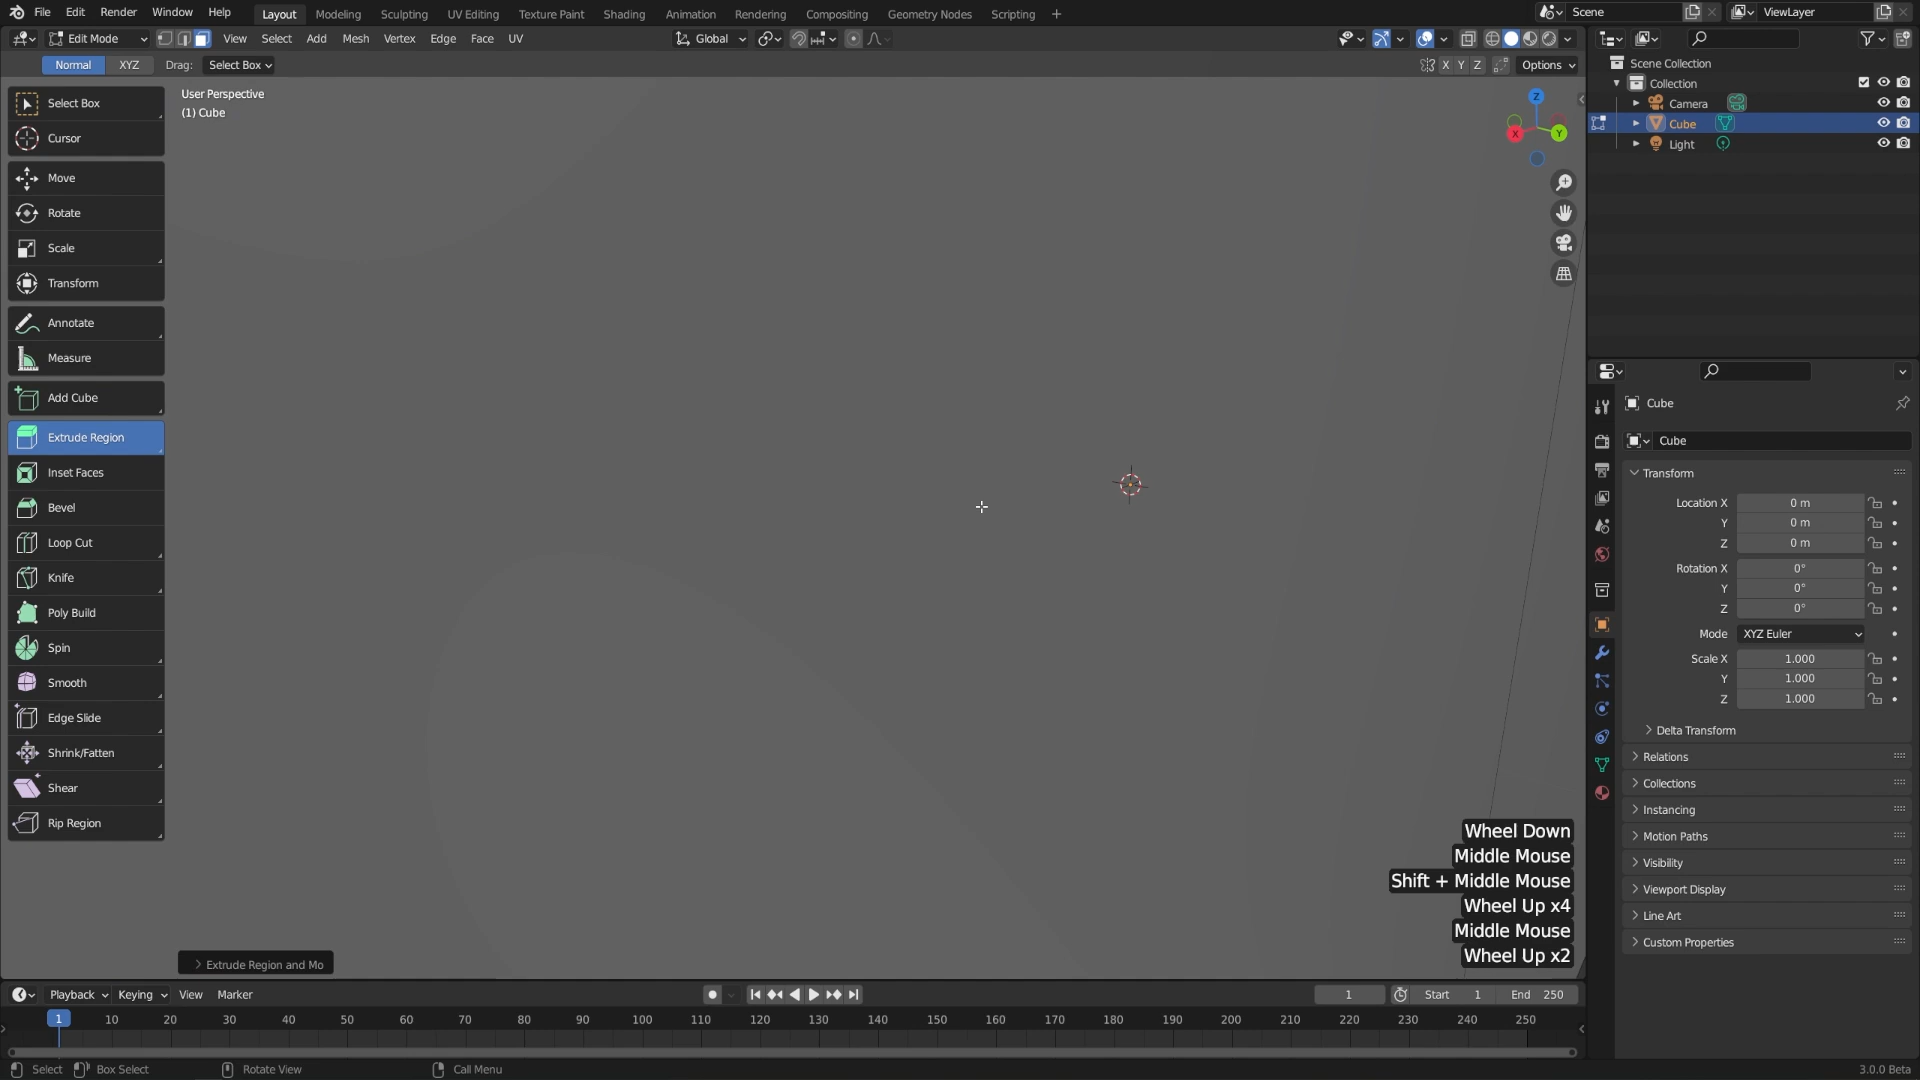 File Edit Render Window Help Layout Modeling Sculpting UV Editing Texture Paint Shading Animation Rendering Compositing Geometry Nodes Scripting + Scene ViewLayer
Edit Mode View Select Add Mesh Vertex Edge Face UV Global
Normal XYZ Drag: Select Box X Y Z Options
User Perspective
(1) Cube
Select Box
Cursor
Move
Rotate
Scale
Transform
Annotate
Measure
Add Cube
Extrude Region
Inset Faces
Bevel
Loop Cut
Knife
Poly Build
Spin
Smooth
Edge Slide
Shrink/Fatten
Shear
Rip Region
Z
X
Y
Wheel Down
Middle Mouse
Shift + Middle Mouse
Wheel Up x4
Middle Mouse
Wheel Up x2
Extrude Region and Mo
Scene Collection
Collection
Camera
Cube
Light
Cube
Cube
Transform
Location X 0 m
Y 0 m
Z 0 m
Rotation X 0°
Y 0°
Z 0°
Mode XYZ Euler
Scale X 1.000
Y 1.000
Z 1.000
Delta Transform
Relations
Collections
Instancing
Motion Paths
Visibility
Viewport Display
Line Art
Custom Properties
Playback Keying View Marker 1 Start 1 End 250
1 10 20 30 40 50 60 70 80 90 100 110 120 130 140 150 160 170 180 190 200 210 220 230 240 250
Select Box Select Rotate View Call Menu 3.0.0 Beta